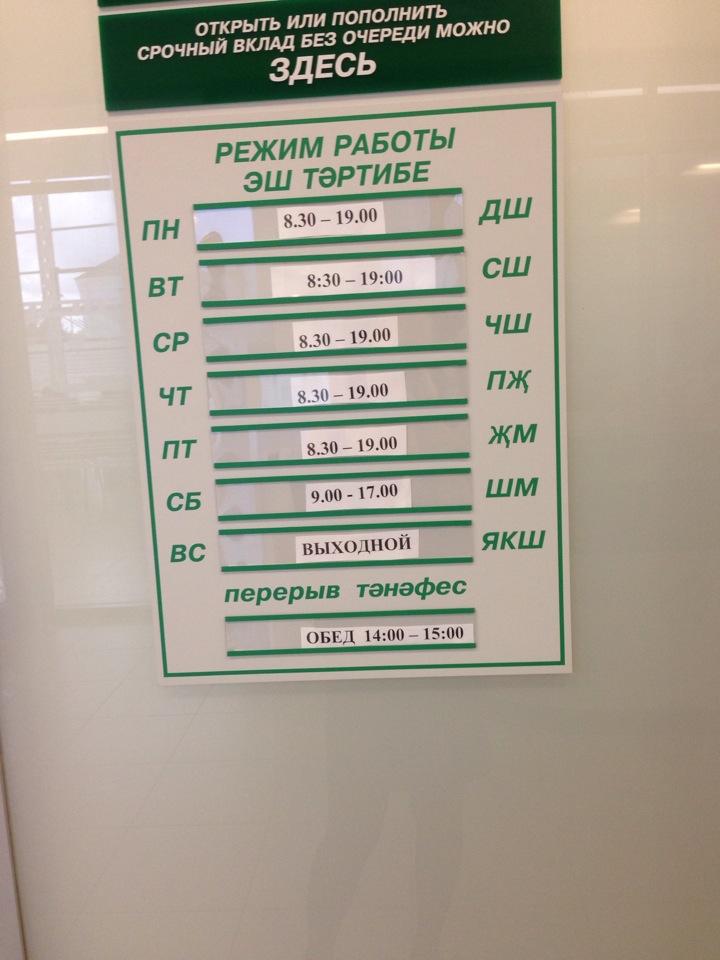 ОТКРЫТЬ ИЛИ ПОПОЛНИТЬ
СРОЧНЫЙ ВКЛАД БЕЗ ОЧЕРЕДИ МОЖНО
ЗДЕСЬ
РЕЖИМ РАБОТЫ
ЭШ ТӘРТИБЕ
ПН 8.30 – 19.00 ДШ
ВТ 8:30 – 19:00 СШ
СР 8.30 – 19.00 ЧШ
ЧТ 8.30 – 19.00 ПҖ
ПТ 8.30 – 19.00 ҖМ
СБ 9.00 - 17.00 ШМ
ВС ВЫХОДНОЙ ЯКШ
перерыв тәнәфес
ОБЕД 14:00 – 15:00